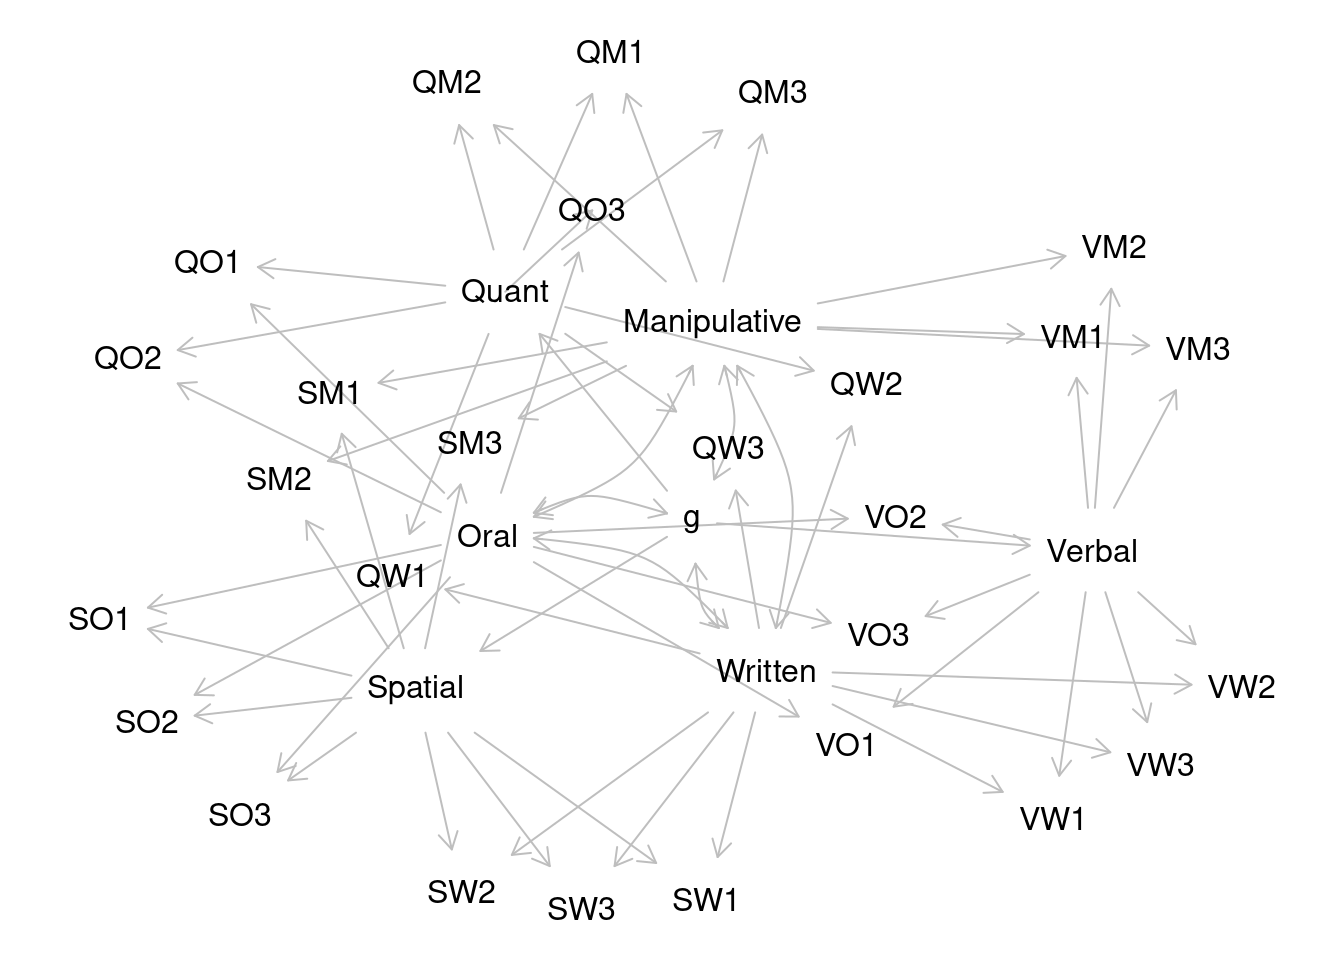 QM1
QM2
QM3
QO3
VM2
QO1
Quant
Manipulative
VM1
VM3
QO2
QW2
SM1
SM3
QW3
SM2
g
VO2
Oral
Verbal
QW1
SO1
VO3
Written
Spatial
VW2
SO2
VO1
VW3
SO3
VW1
SW2
SW1
SW3